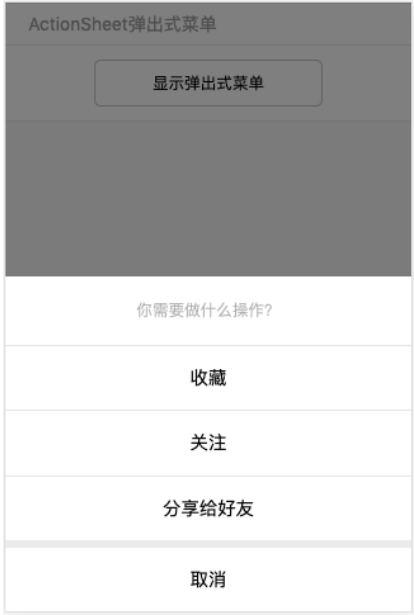 ActionSheet弹出式菜单
显示弹出式菜单
你需要做什么操作?
收藏
关注
分享给好友
取消